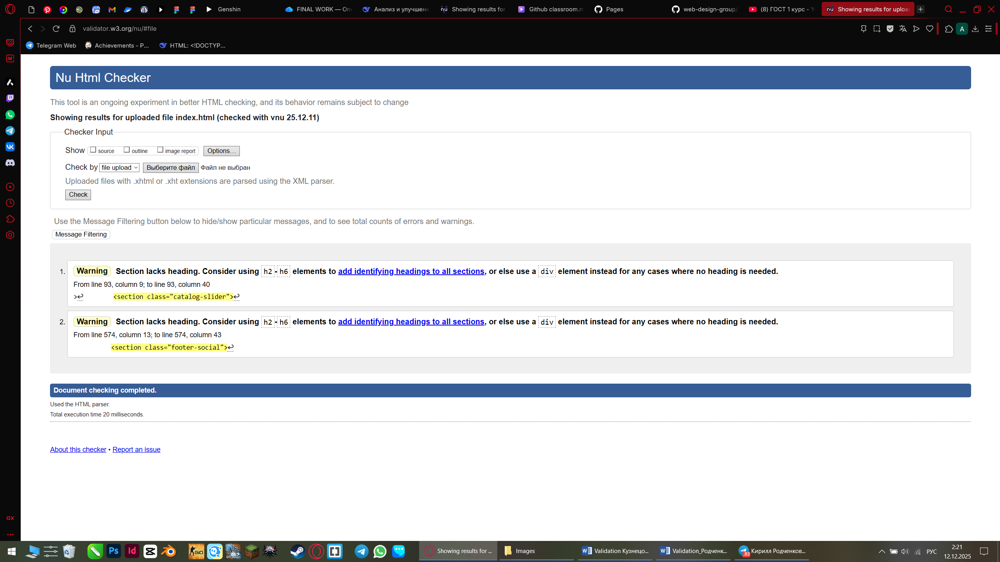 Genshin
FINAL WORK — One
Анализ и улучшени
Showing results for
Github classroom.m
Pages
web-design-group/
(8) ГОСТ 1 курс - Y
Showing results for uploa
validator.w3.org/nu/#file
A
Telegram Web
Achievements - P...
HTML: <!DOCTYP...
Nu Html Checker
This tool is an ongoing experiment in better HTML checking, and its behavior remains subject to change
Showing results for uploaded file index.html (checked with vnu 25.12.11)
Checker Input
Show source outline image report Options...
Check by file upload Выберите файл Файл не выбран
Uploaded files with .xhtml or .xht extensions are parsed using the XML parser.
Check
Use the Message Filtering button below to hide/show particular messages, and to see total counts of errors and warnings.
Message Filtering
1. Warning Section lacks heading. Consider using h2-h6 elements to add identifying headings to all sections, or else use a div element instead for any cases where no heading is needed.
From line 93, column 9; to line 93, column 40
>↩ <section class="catalog-slider">↩
2. Warning Section lacks heading. Consider using h2-h6 elements to add identifying headings to all sections, or else use a div element instead for any cases where no heading is needed.
From line 574, column 13; to line 574, column 43
<section class="footer-social">↩
Document checking completed.
Used the HTML parser.
Total execution time 20 milliseconds.
About this checker • Report an issue
GX
Ps
Id
GO
Showing results for ...
Images
Validation Кузнецо...
Validation_Родченк...
.83
Кирилл Родченков...
РУС
2:21
12.12.2025